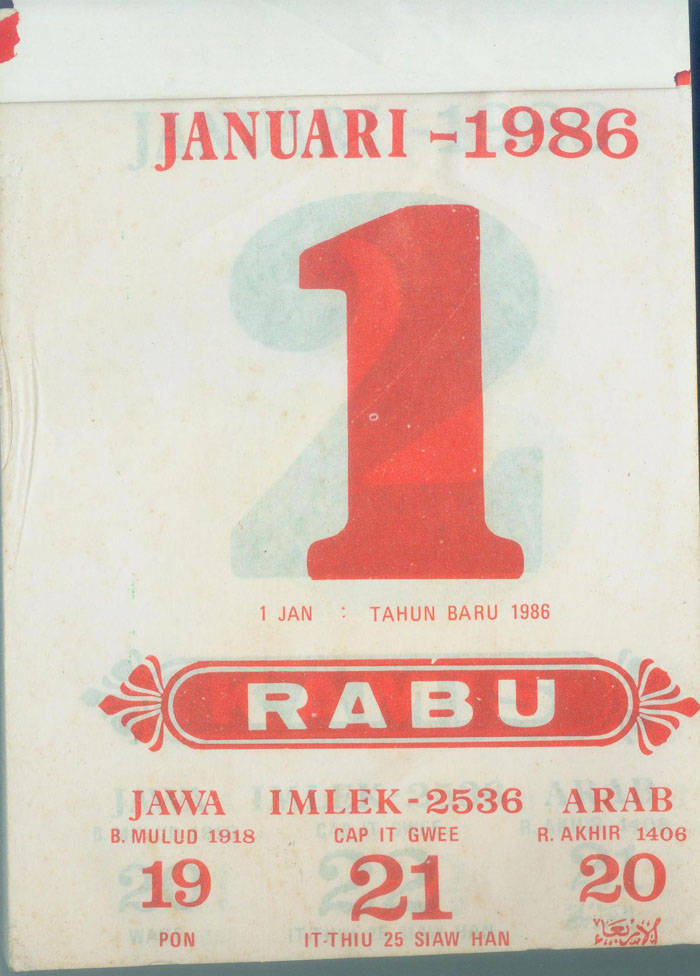 JANUARI - 1986
1
1 JAN : TAHUN BARU 1986
RABU
JAWA IMLEK - 2536 ARAB
B. MULUD 1918 CAP IT GWEE R. AKHIR 1406
19 21 20
PON IT-THIU 25 SIAW HAN الاربعاء